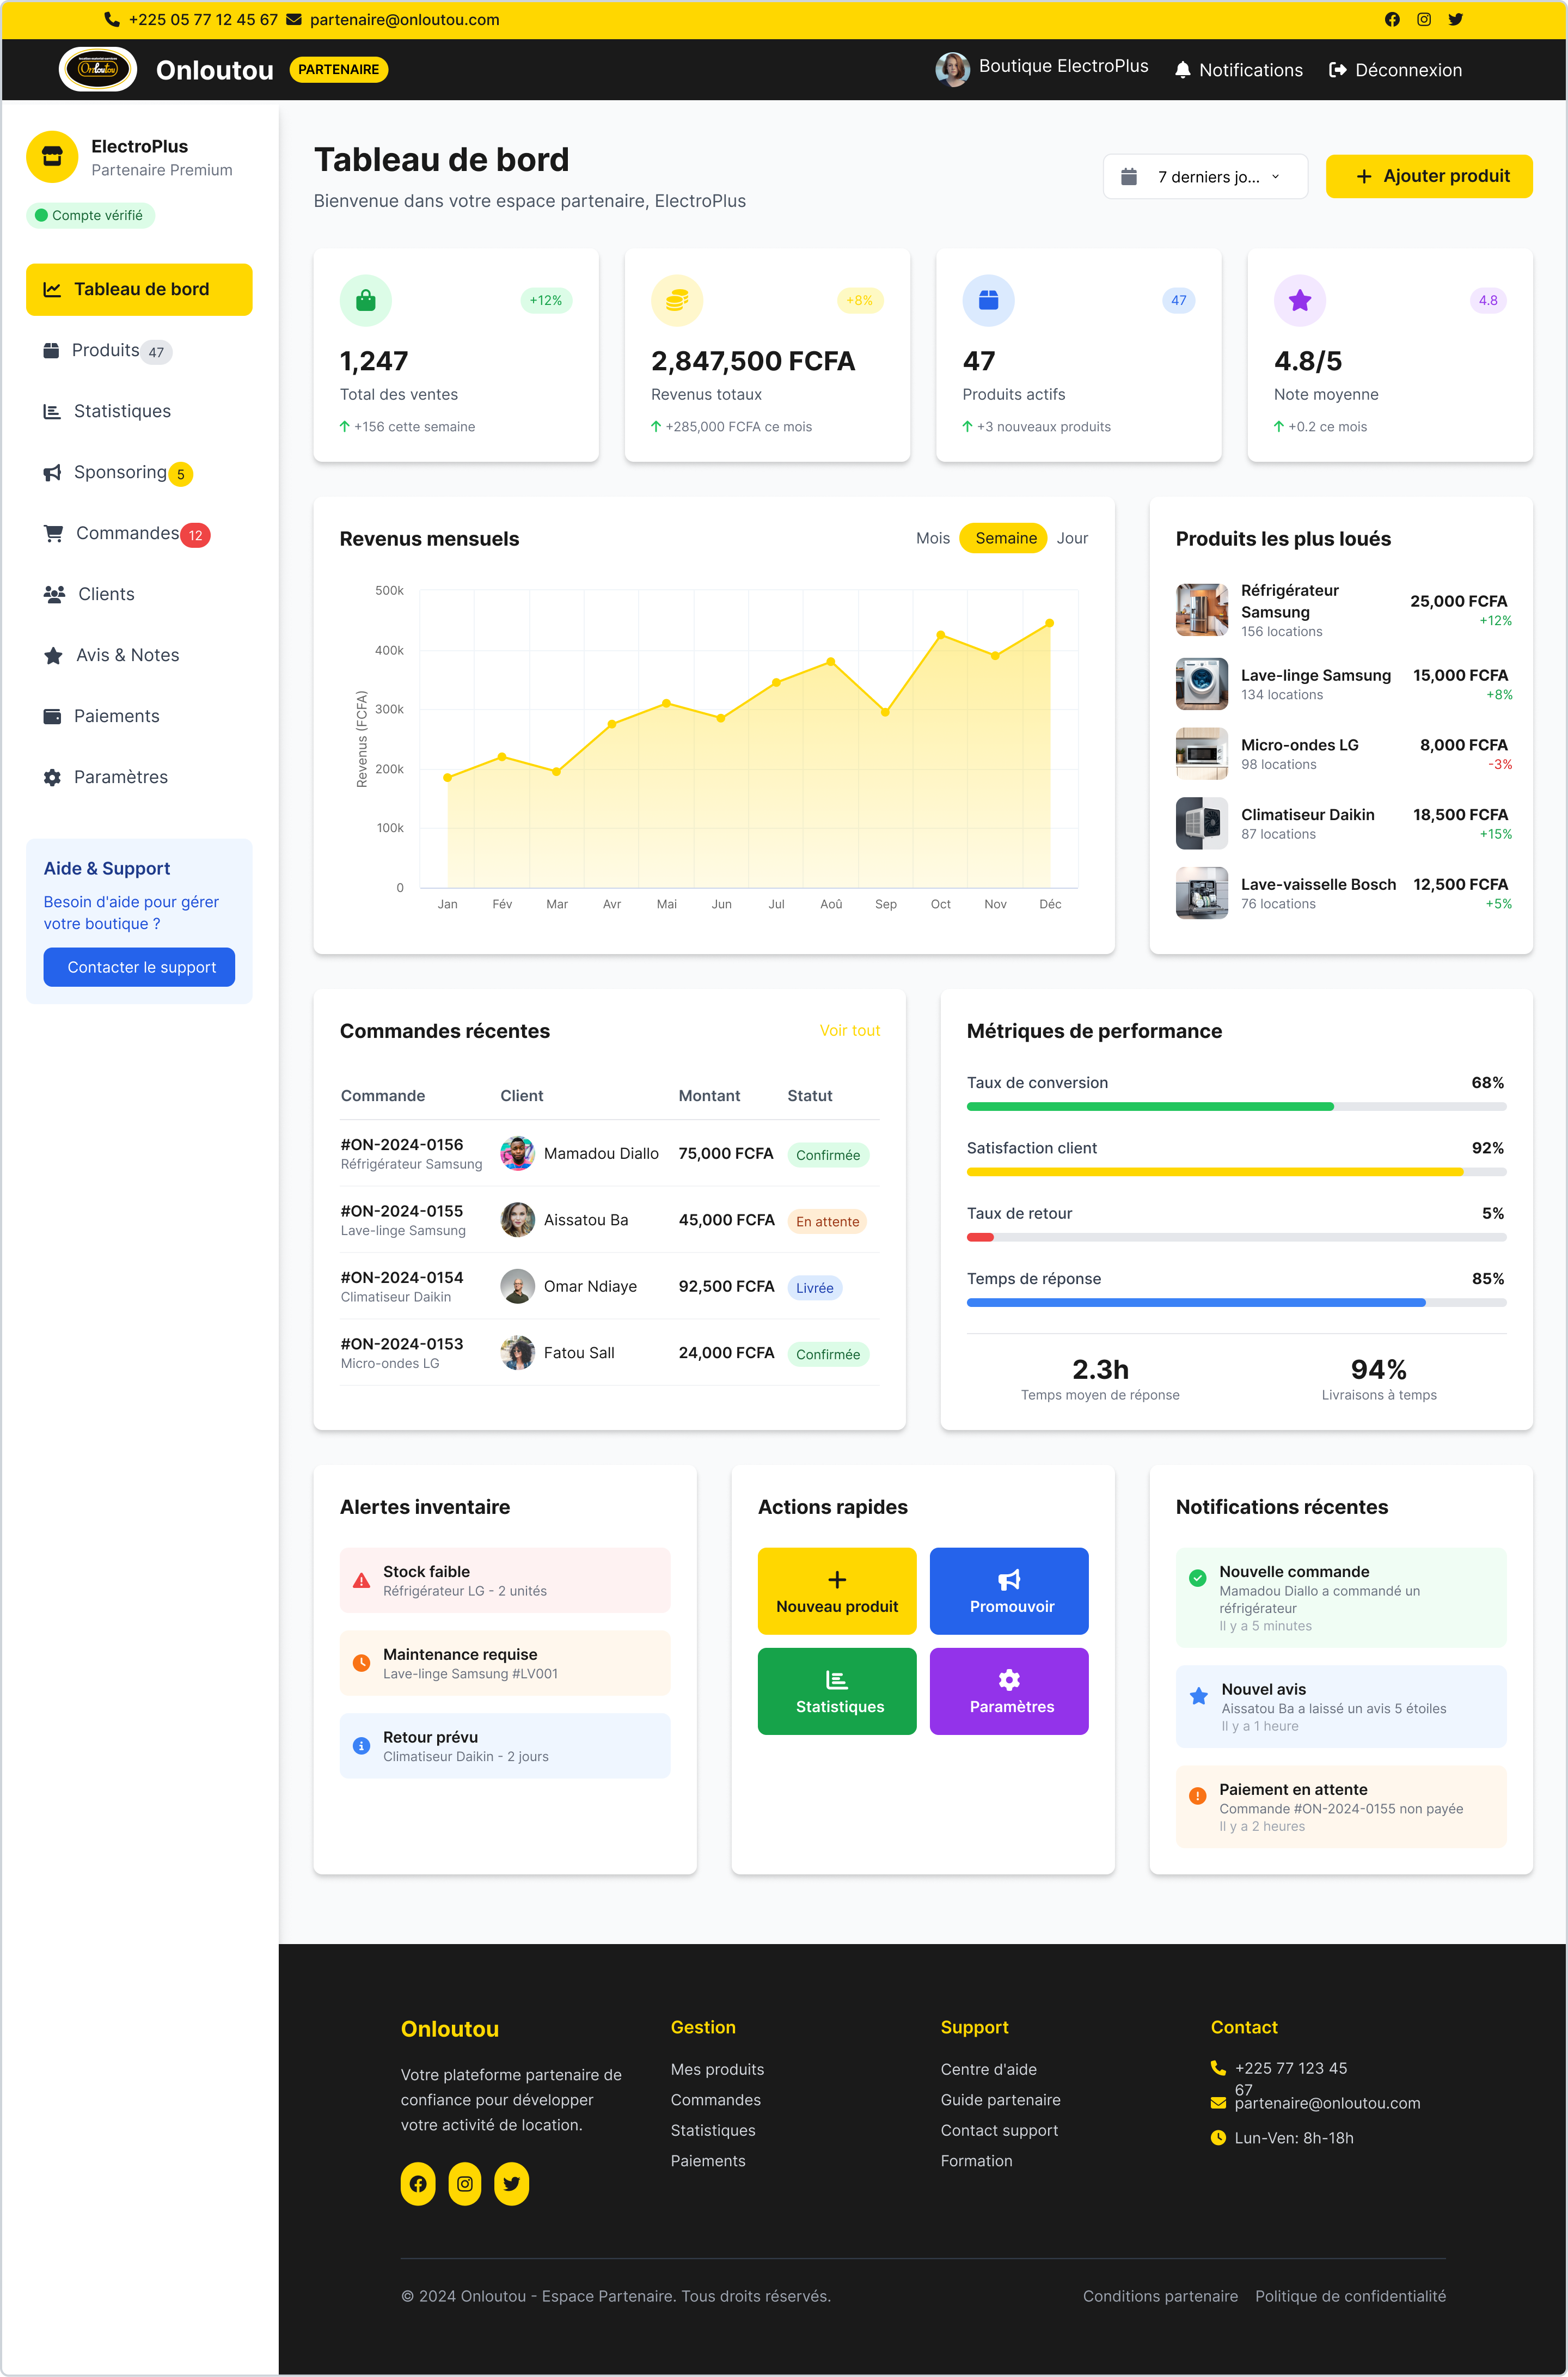 +225 05 77 12 45 67 partenaire@onloutou.com
Onloutou
Onloutou PARTENAIRE
Boutique ElectroPlus Notifications Déconnexion
ElectroPlus
Partenaire Premium
Compte vérifié
Tableau de bord
Produits 47
Statistiques
Sponsoring 5
Commandes 12
Clients
Avis & Notes
Paiements
Paramètres
Aide & Support
Besoin d'aide pour gérer
votre boutique ?
Contacter le support
Tableau de bord
Bienvenue dans votre espace partenaire, ElectroPlus
7 derniers jo...
Ajouter produit
+12%
1,247
Total des ventes
+156 cette semaine
+8%
2,847,500 FCFA
Revenus totaux
+285,000 FCFA ce mois
47
47
Produits actifs
+3 nouveaux produits
4.8
4.8/5
Note moyenne
+0.2 ce mois
Revenus mensuels
Mois Semaine Jour
Revenus (FCFA)
500k
400k
300k
200k
100k
0
Jan Fév Mar Avr Mai Jun Jul Aoû Sep Oct Nov Déc
Produits les plus loués
Réfrigérateur
Samsung
156 locations
25,000 FCFA
+12%
Lave-linge Samsung
134 locations
15,000 FCFA
+8%
Micro-ondes LG
98 locations
8,000 FCFA
-3%
Climatiseur Daikin
87 locations
18,500 FCFA
+15%
Lave-vaisselle Bosch
76 locations
12,500 FCFA
+5%
Commandes récentes
Voir tout
Commande Client Montant Statut
#ON-2024-0156
Réfrigérateur Samsung
Mamadou Diallo 75,000 FCFA Confirmée
#ON-2024-0155
Lave-linge Samsung
Aissatou Ba 45,000 FCFA En attente
#ON-2024-0154
Climatiseur Daikin
Omar Ndiaye 92,500 FCFA Livrée
#ON-2024-0153
Micro-ondes LG
Fatou Sall 24,000 FCFA Confirmée
Métriques de performance
Taux de conversion 68%
Satisfaction client 92%
Taux de retour 5%
Temps de réponse 85%
2.3h
Temps moyen de réponse
94%
Livraisons à temps
Alertes inventaire
Stock faible
Réfrigérateur LG - 2 unités
Maintenance requise
Lave-linge Samsung #LV001
Retour prévu
Climatiseur Daikin - 2 jours
Actions rapides
Nouveau produit
Promouvoir
Statistiques
Paramètres
Notifications récentes
Nouvelle commande
Mamadou Diallo a commandé un
réfrigérateur
Il y a 5 minutes
Nouvel avis
Aissatou Ba a laissé un avis 5 étoiles
Il y a 1 heure
Paiement en attente
Commande #ON-2024-0155 non payée
Il y a 2 heures
Onloutou
Votre plateforme partenaire de
confiance pour développer
votre activité de location.
Gestion
Mes produits
Commandes
Statistiques
Paiements
Support
Centre d'aide
Guide partenaire
Contact support
Formation
Contact
+225 77 123 45
67
partenaire@onloutou.com
Lun-Ven: 8h-18h
© 2024 Onloutou - Espace Partenaire. Tous droits réservés.
Conditions partenaire Politique de confidentialité